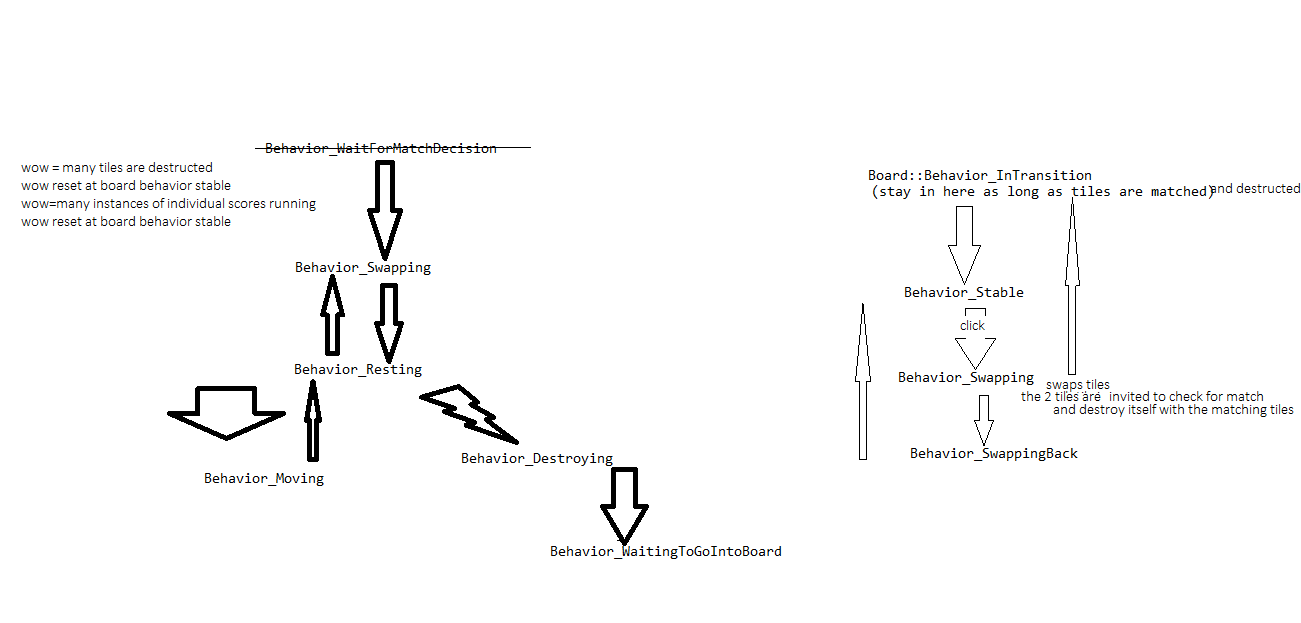 Behavior_WaitForMatchDecision
wow = many tiles are destructed
wow reset at board behavior stable
wow=many instances of individual scores running
wow reset at board behavior stable
Behavior_Swapping
Behavior_Resting
Behavior_Moving
Behavior_Destroying
Behavior_WaitingToGoIntoBoard
Board::Behavior_InTransition
(stay in here as long as tiles are matched) and destructed
Behavior_Stable
click
Behavior_Swapping
swaps tiles
the 2 tiles are invited to check for match
and destroy itself with the matching tiles
Behavior_SwappingBack